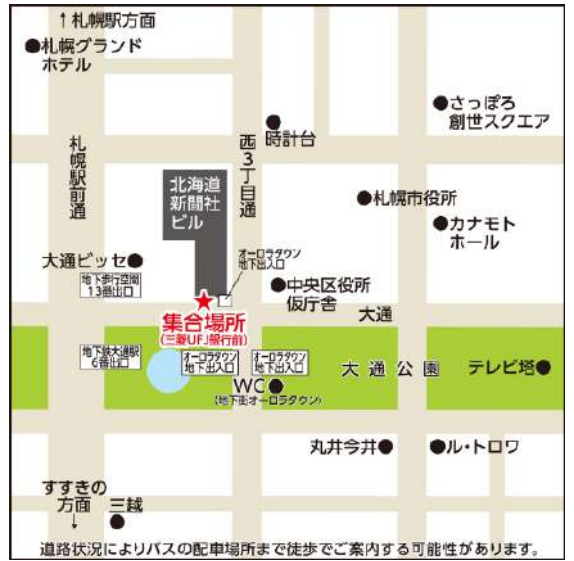 ↑札幌駅方面
●札幌グランド
ホテル
●さっぽろ
創世スクエア
時計台
札幌駅前通
西3丁目通
北海道
新聞社
ビル
●札幌市役所
●カナモト
ホール
大通ビッセ●
オーロラタウン
地下出入口
地下歩行空間
13番出口
●中央区役所
仮庁舎
★
集合場所
(三菱UFJ銀行前)
大通
地下鉄大通駅
6番出口
オーロラタウン
地下出入口
オーロラタウン
地下出入口
大通公園
テレビ塔●
WC●
(地下街オーロラタウン)
丸井今井●
●ル・トロワ
すすきの
方面
↓
三越
●
道路状況によりバスの配車場所まで徒歩でご案内する可能性があります。